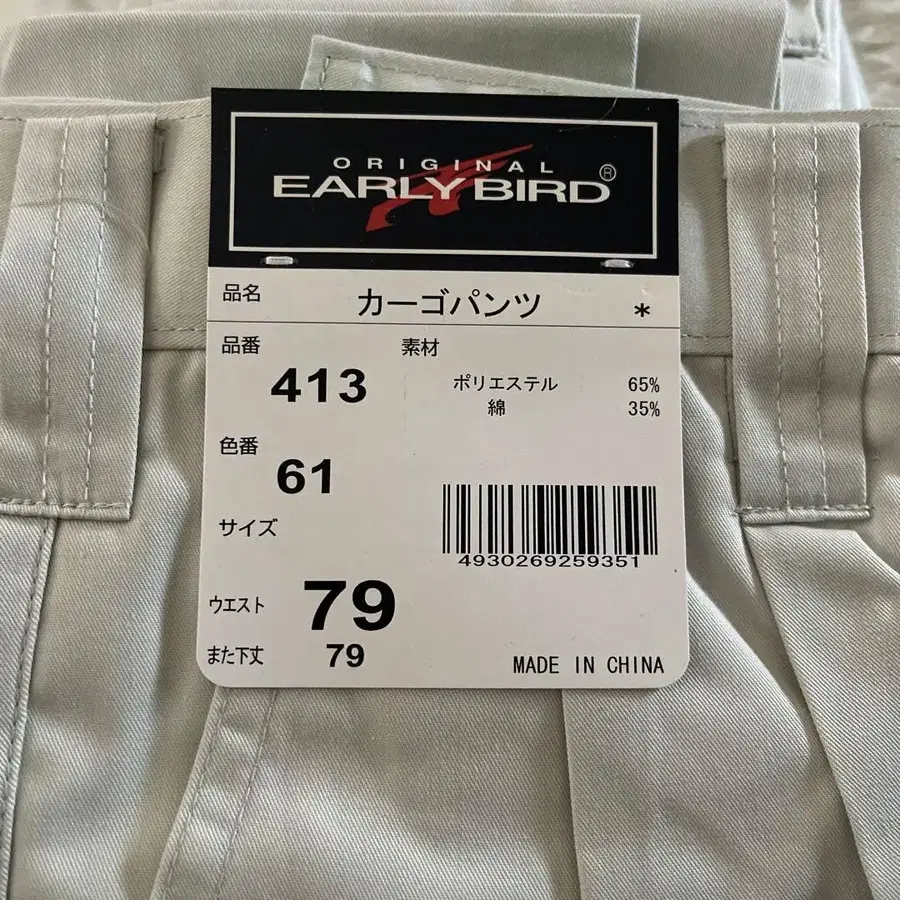 ORIGINAL
EARLY BIRD®
品名 カーゴパンツ *
品番 素材
413
ポリエステル 65%
綿 35%
色番
61
サイズ
4930269259351
ウエスト 79
また下丈 79
MADE IN CHINA